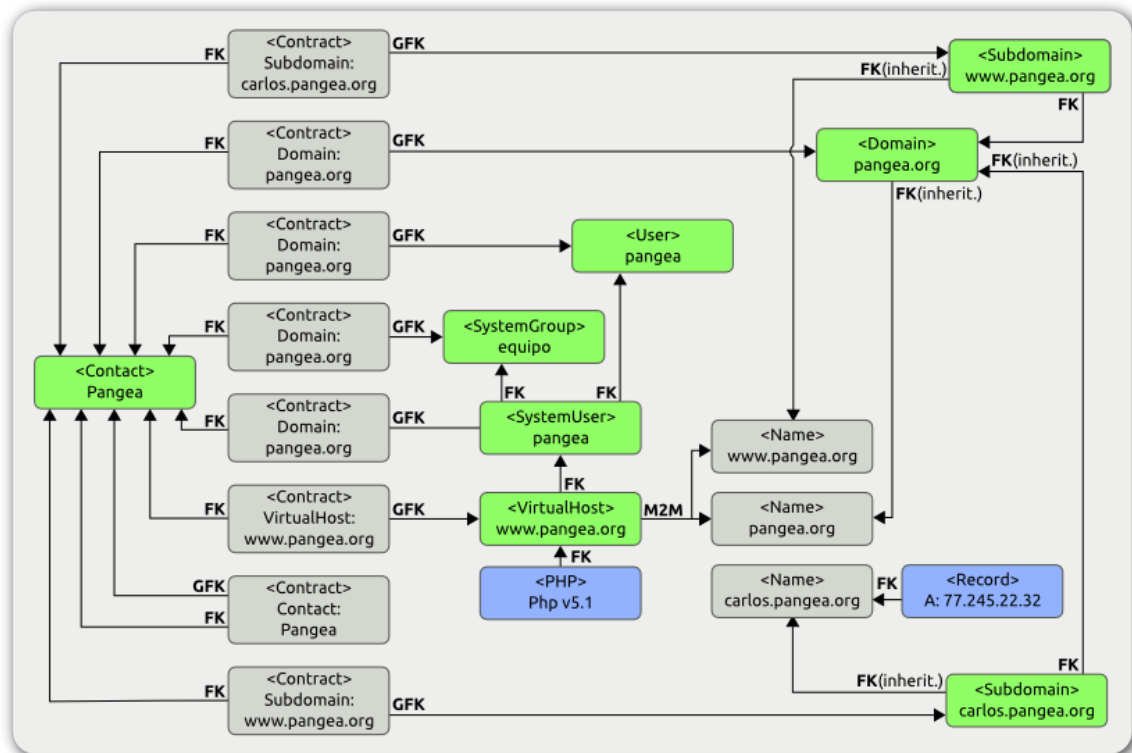 <Contract>
Subdomain:
carlos.pangea.org
FK
GFK
<Subdomain>
www.pangea.org
FK(inherit.)
FK
<Contract>
Domain:
pangea.org
FK
GFK
<Domain>
pangea.org
FK(inherit.)
FK(inherit.)
<Contract>
Domain:
pangea.org
FK
GFK
<User>
pangea
<Contract>
Domain:
pangea.org
FK
GFK
<SystemGroup>
equipo
<Contact>
Pangea
FK
FK
<Contract>
Domain:
pangea.org
FK
GFK
<SystemUser>
pangea
<Name>
www.pangea.org
FK
<Contract>
VirtualHost:
www.pangea.org
FK
GFK
<VirtualHost>
www.pangea.org
M2M
<Name>
pangea.org
FK
<PHP>
Php v5.1
<Name>
carlos.pangea.org
FK
<Record>
A: 77.245.22.32
GFK
FK
<Contract>
Contact:
Pangea
FK
FK(inherit.)
<Contract>
Subdomain:
www.pangea.org
FK
GFK
<Subdomain>
carlos.pangea.org